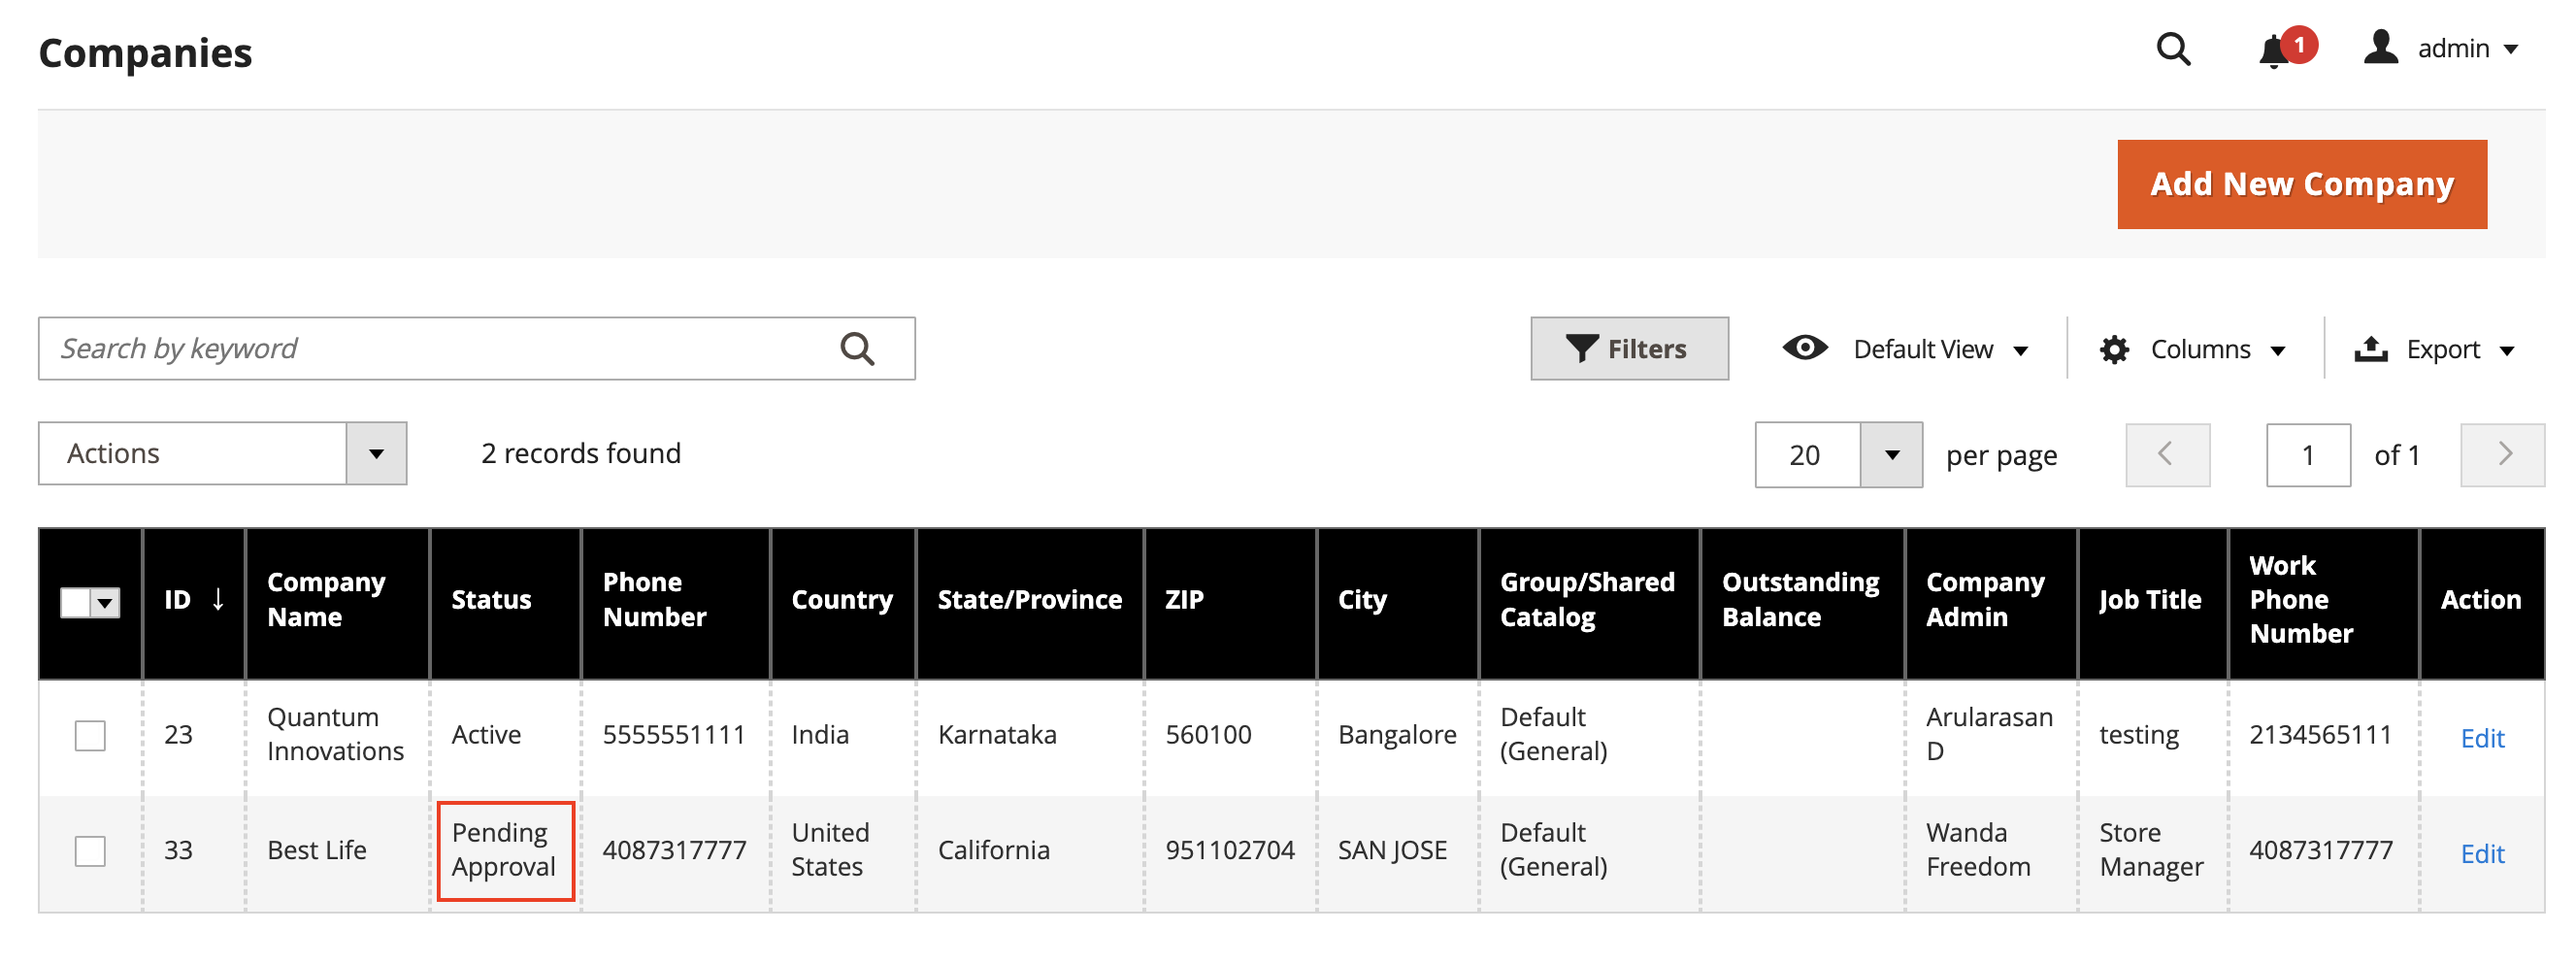 Companies
1
admin
Add New Company
Search by keyword
Filters
Default View
Columns
Export
Actions
2 records found
20
per page
1
of 1
ID ↓
Company
Name
Status
Phone
Number
Country
State/Province
ZIP
City
Group/Shared
Catalog
Outstanding
Balance
Company
Admin
Job Title
Work
Phone
Number
Action
23
Quantum
Innovations
Active
5555551111
India
Karnataka
560100
Bangalore
Default
(General)
Arularasan
D
testing
2134565111
Edit
33
Best Life
Pending
Approval
4087317777
United
States
California
951102704
SAN JOSE
Default
(General)
Wanda
Freedom
Store
Manager
4087317777
Edit